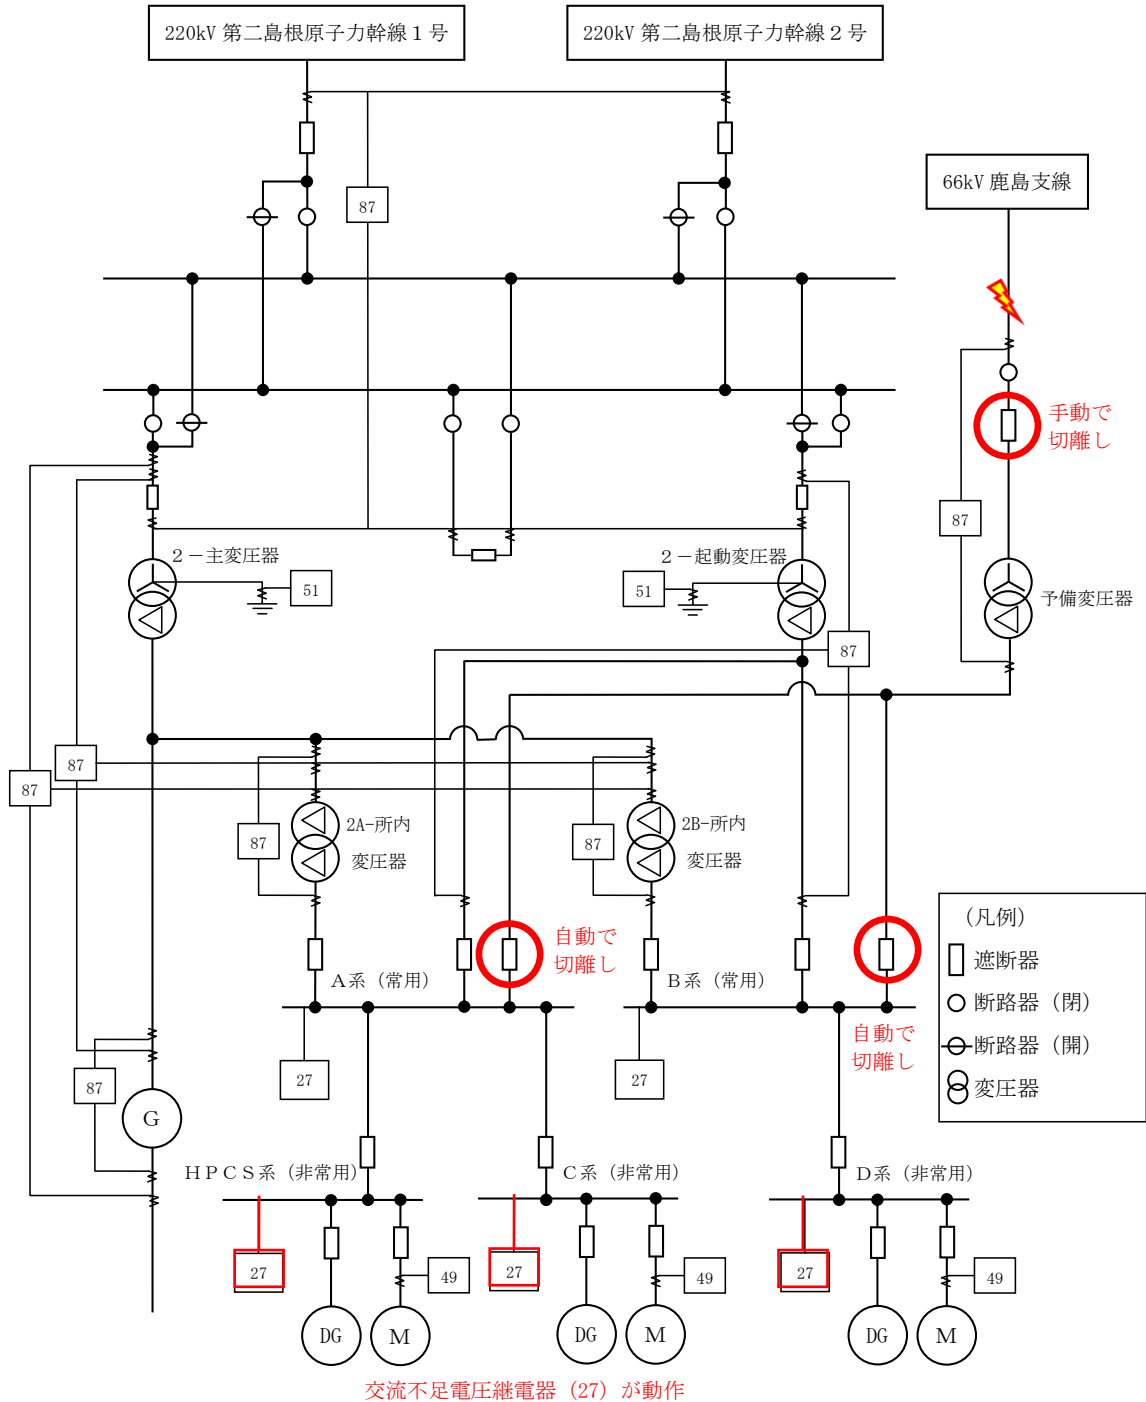 220kV 第二島根原子力幹線１号
220kV 第二島根原子力幹線２号
66kV 鹿島支線
87
手動で
切離し
87
２－主変圧器
51
２－起動変圧器
51
予備変圧器
87
87
87
2A-所内
変圧器
87
2B-所内
変圧器
87
自動で
切離し
A系（常用）
B系（常用）
自動で
切離し
（凡例）
遮断器
断路器（閉）
断路器（開）
変圧器
27
27
87
G
ＨＰＣＳ系（非常用）
C系（非常用）
D系（非常用）
27
49
27
49
27
49
DG
M
DG
M
DG
M
交流不足電圧継電器（27）が動作